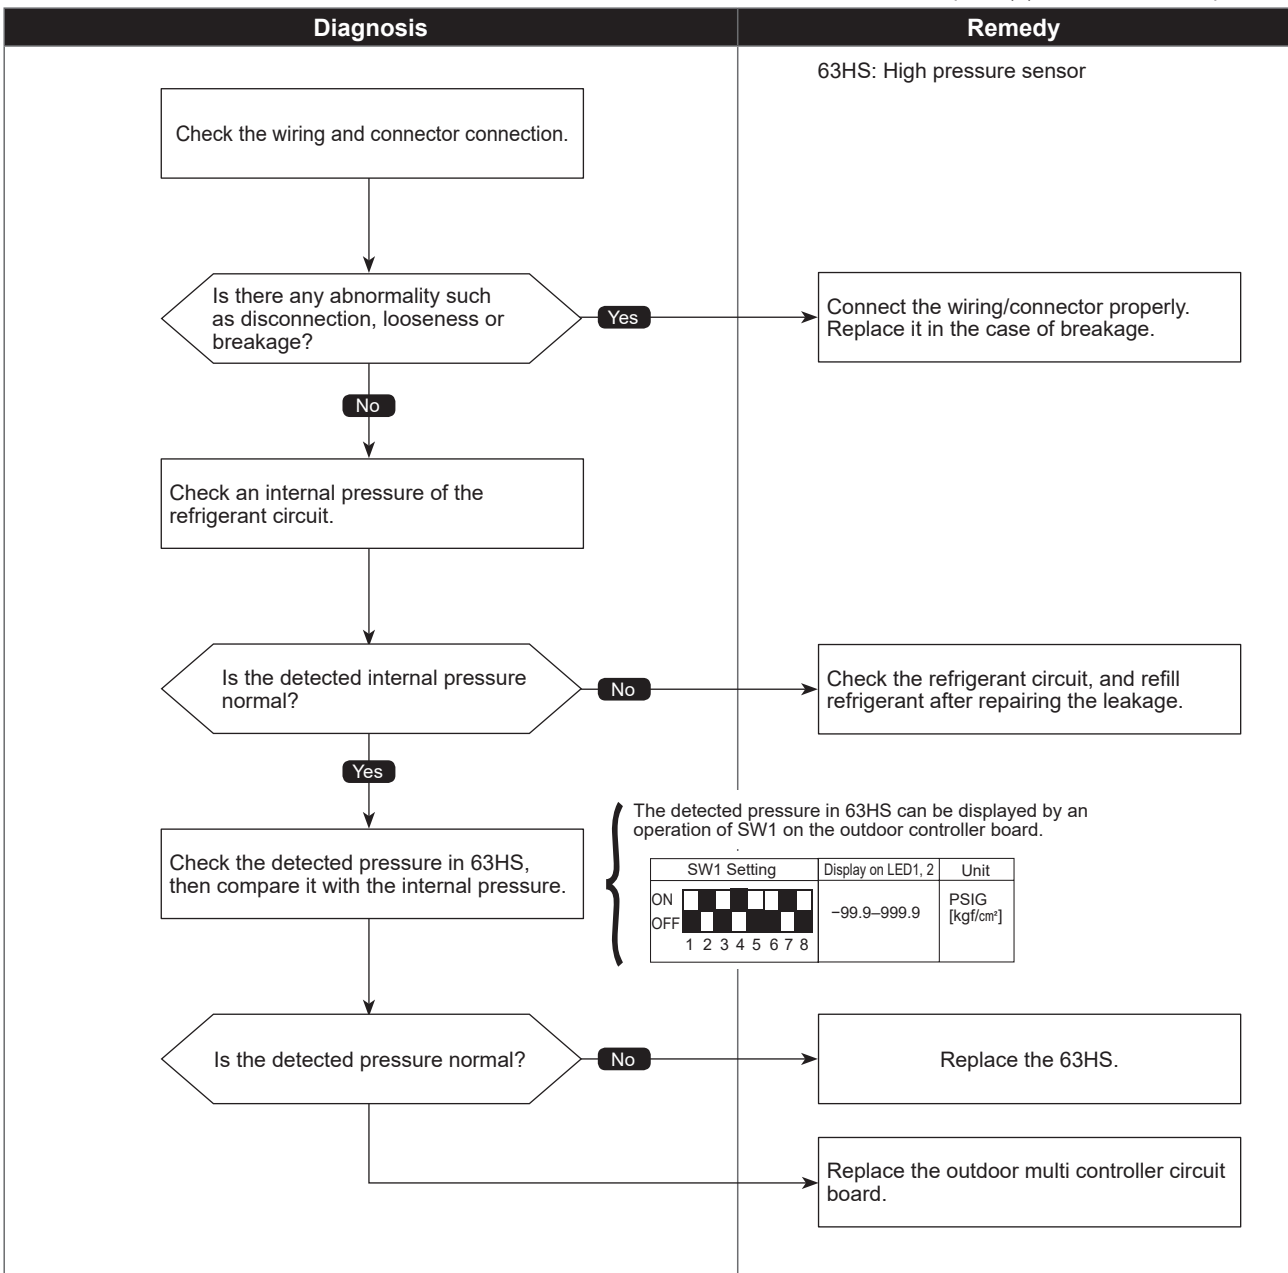 Diagnosis
Remedy
63HS: High pressure sensor
Check the wiring and connector connection.
Is there any abnormality such
as disconnection, looseness or
breakage?
Yes
Connect the wiring/connector properly.
Replace it in the case of breakage.
No
Check an internal pressure of the
refrigerant circuit.
Is the detected internal pressure
normal?
No
Check the refrigerant circuit, and refill
refrigerant after repairing the leakage.
Yes
Check the detected pressure in 63HS,
then compare it with the internal pressure.
The detected pressure in 63HS can be displayed by an
operation of SW1 on the outdoor controller board.
SW1 Setting
Display on LED1, 2
Unit
ON
OFF
1 2 3 4 5 6 7 8
−99.9–999.9
PSIG
[kgf/cm²]
Is the detected pressure normal?
No
Replace the 63HS.
Replace the outdoor multi controller circuit
board.